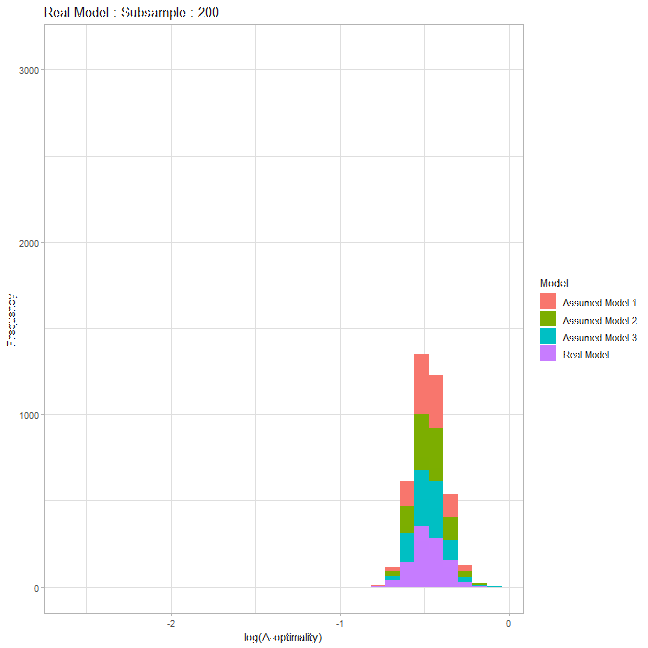 Real Model : Subsample : 200
3000
2000
1000
0
Frequency
-2
-1
0
log(A-optimality)
Model
Assumed Model 1
Assumed Model 2
Assumed Model 3
Real Model